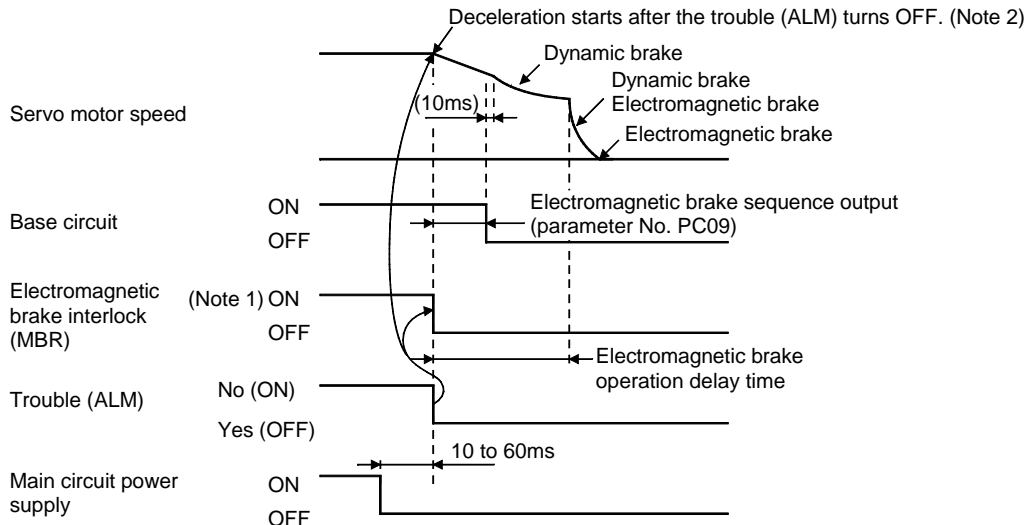 Deceleration starts after the trouble (ALM) turns OFF. (Note 2)
Dynamic brake
Dynamic brake
Electromagnetic brake
Electromagnetic brake
(10ms)
Servo motor speed
Base circuit
ON
OFF
Electromagnetic brake sequence output
(parameter No. PC09)
Electromagnetic
brake interlock
(MBR)
(Note 1) ON
OFF
Electromagnetic brake
operation delay time
Trouble (ALM)
No (ON)
Yes (OFF)
10 to 60ms
Main circuit power
supply
ON
OFF